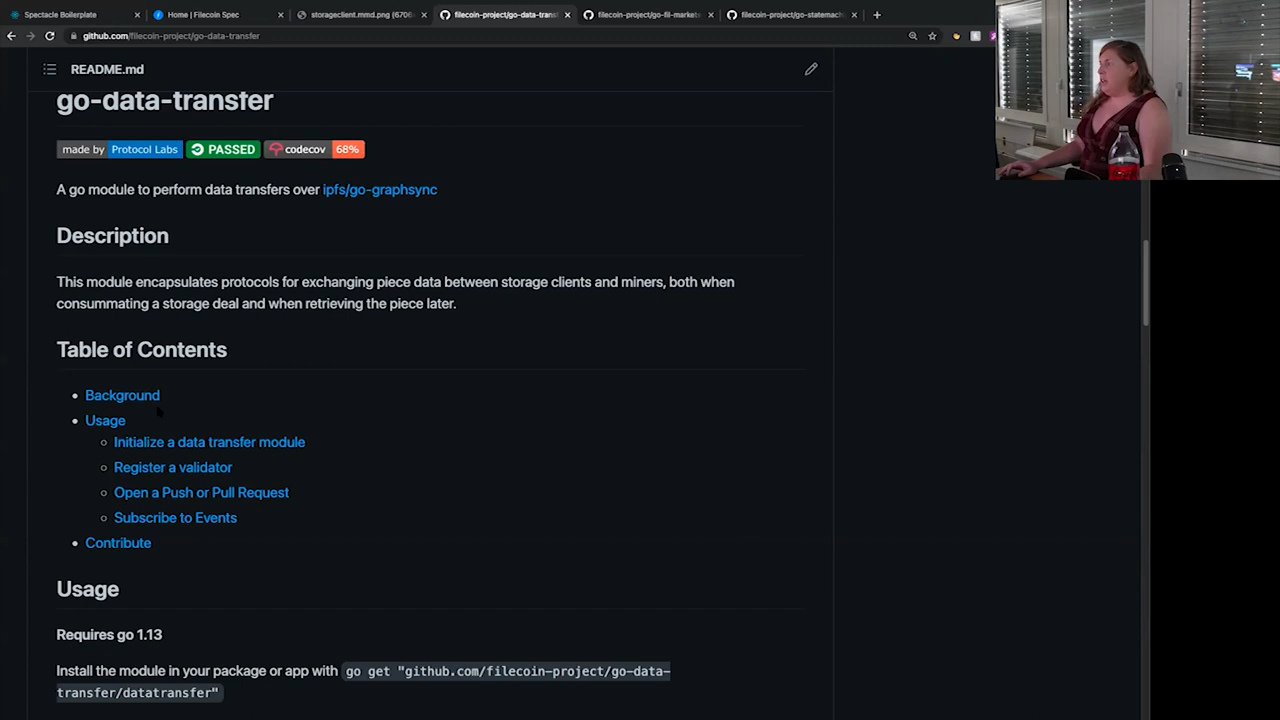 Spectacle Boilerplate
Home | Filecoin Spec
storageclient.mmd.png (6706
filecoin-project/go-data-trans
filecoin-project/go-fil-market
filecoin-project/go-statemach
github.com/filecoin-project/go-data-transfer
README.md
go-data-transfer
made by Protocol Labs PASSED codecov 68%
A go module to perform data transfers over ipfs/go-graphsync
Description
This module encapsulates protocols for exchanging piece data between storage clients and miners, both when
consummating a storage deal and when retrieving the piece later.
Table of Contents
Background
Usage
Initialize a data transfer module
Register a validator
Open a Push or Pull Request
Subscribe to Events
Contribute
Usage
Requires go 1.13
Install the module in your package or app with go get "github.com/filecoin-project/go-data-
transfer/datatransfer"